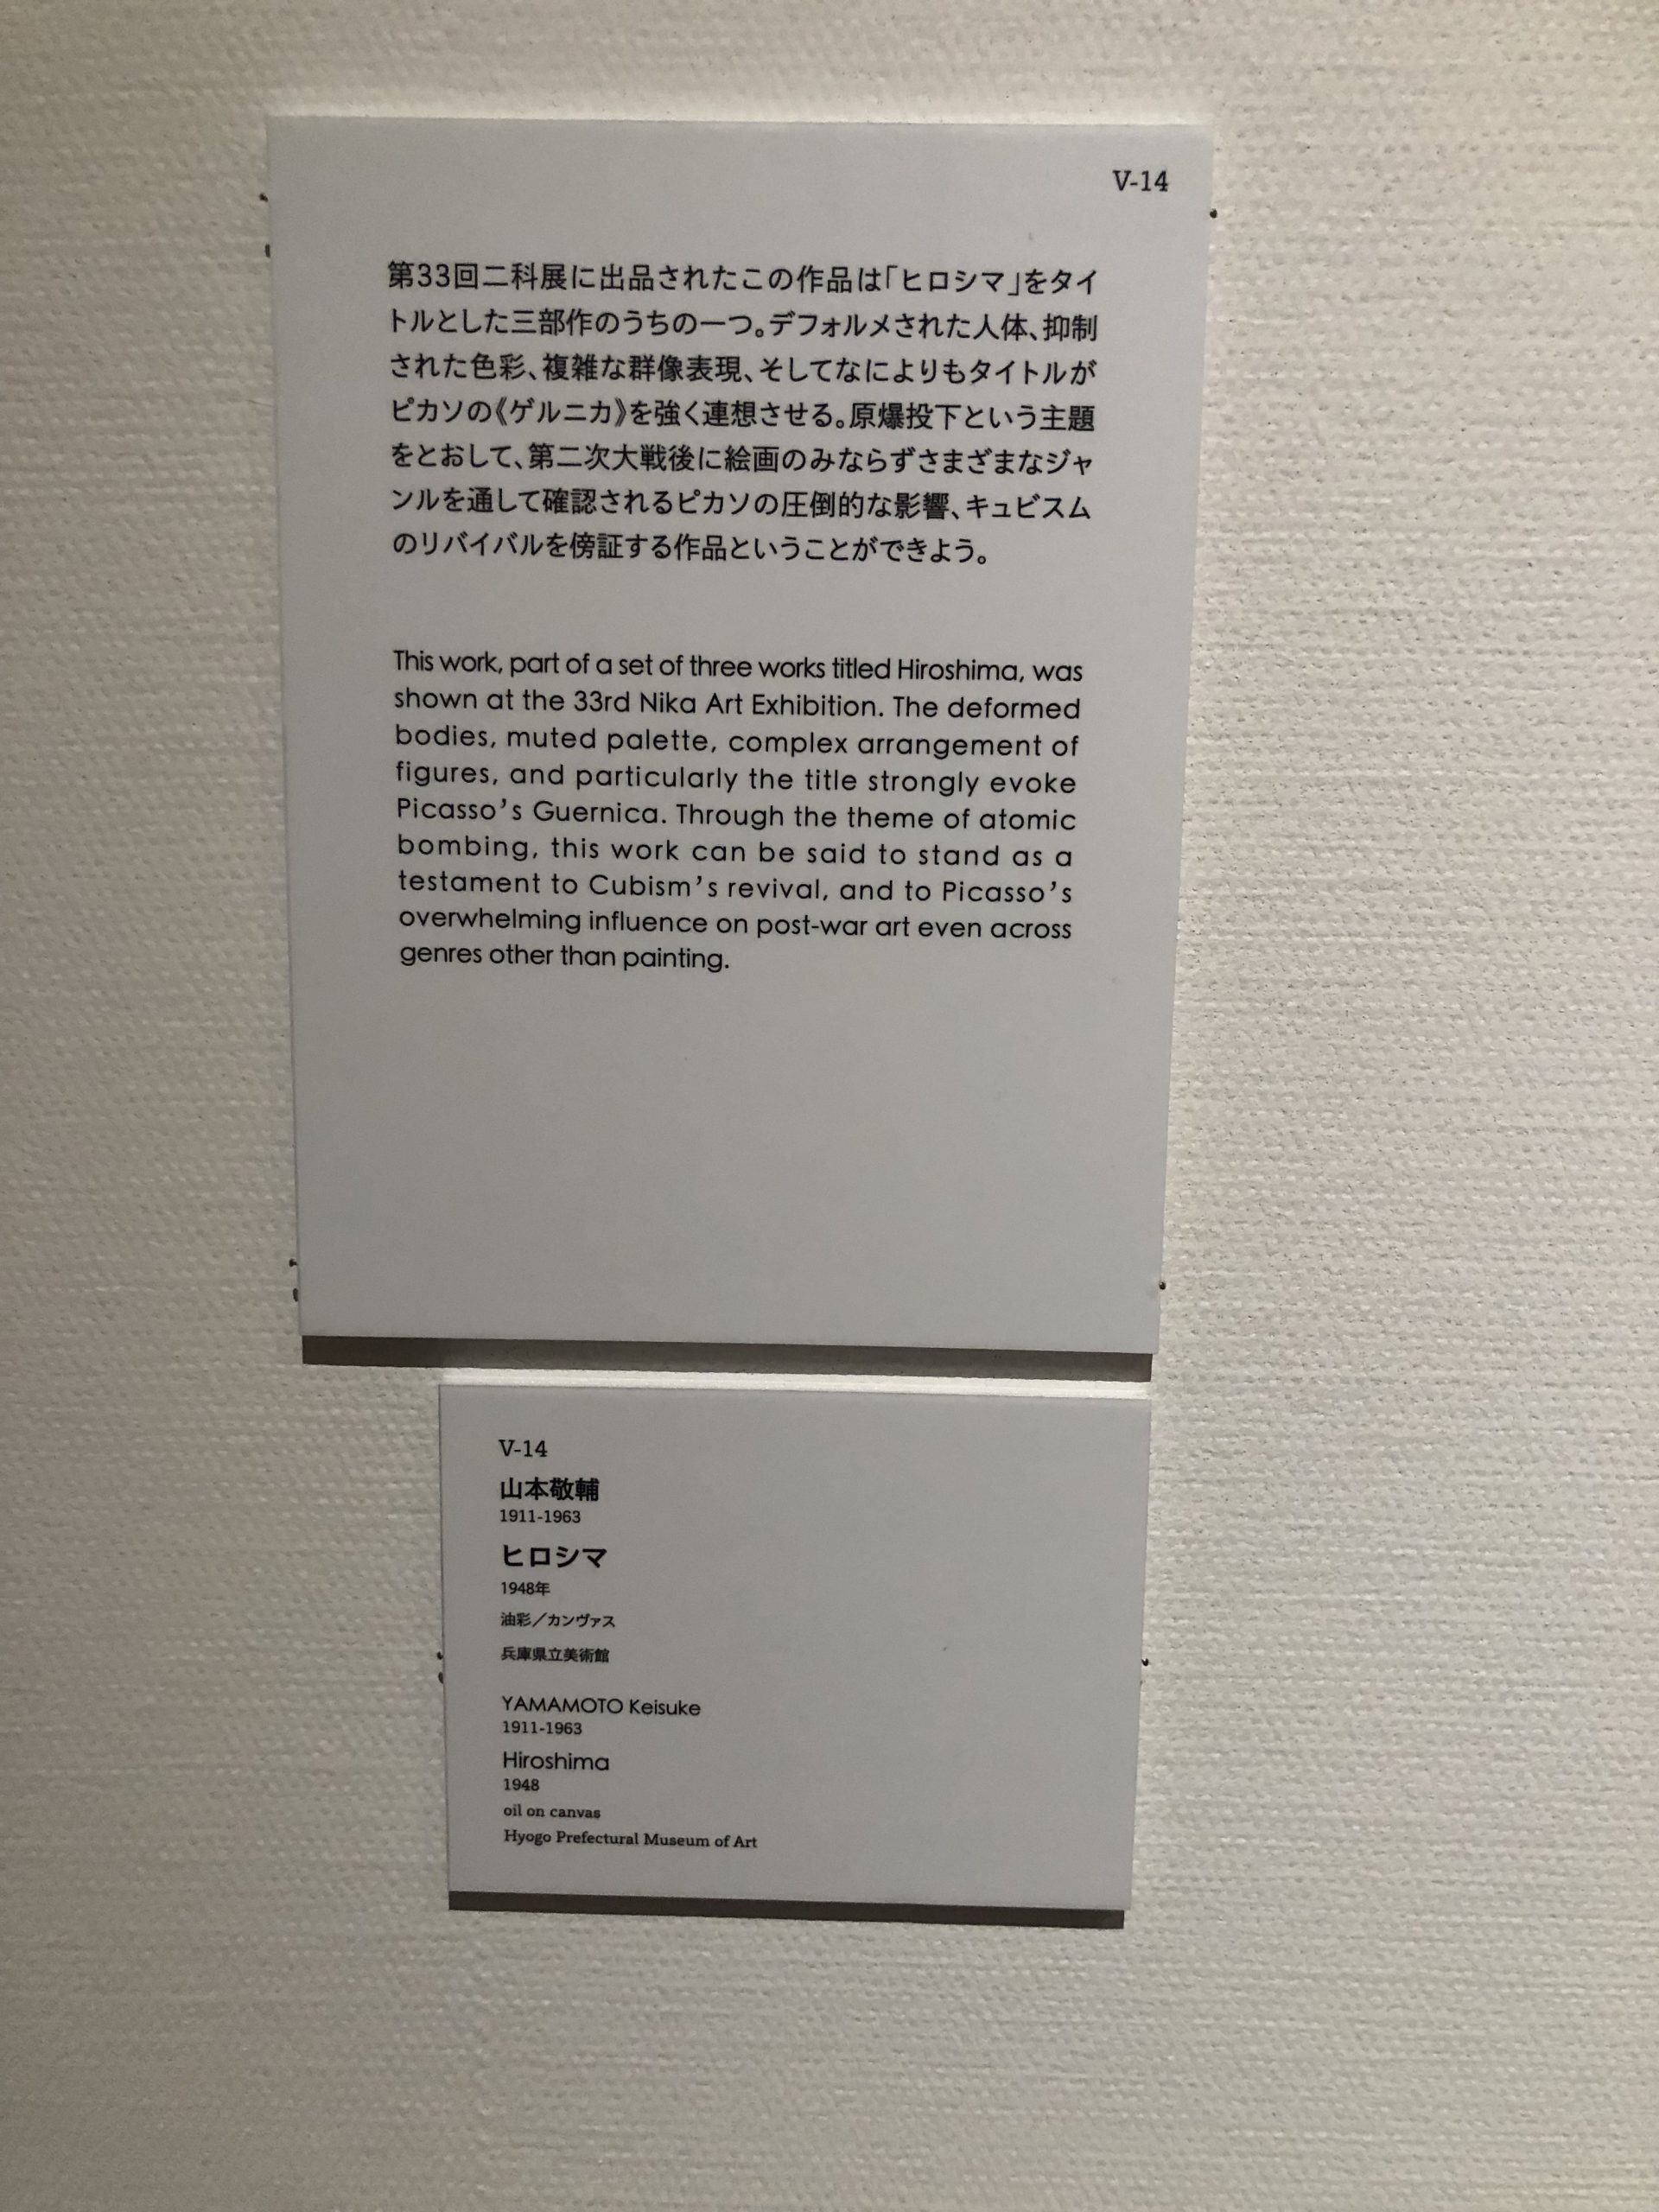 V-14
第33回二科展に出品されたこの作品は「ヒロシマ」をタイ
トルとした三部作のうちの一つ。デフォルメされた人体、抑制
された色彩、複雑な群像表現、そしてなによりもタイトルが
ピカソの《ゲルニカ》を強く連想させる。原爆投下という主題
をとおして、第二次大戦後に絵画のみならずさまざまなジャ
ンルを通して確認されるピカソの圧倒的な影響、キュビスム
のリバイバルを傍証する作品ということができよう。
This work, part of a set of three works titled Hiroshima, was
shown at the 33rd Nika Art Exhibition. The deformed
bodies, muted palette, complex arrangement of
figures, and particularly the title strongly evoke
Picasso’s Guernica. Through the theme of atomic
bombing, this work can be said to stand as a
testament to Cubism’s revival, and to Picasso’s
overwhelming influence on post-war art even across
genres other than painting.
V-14
山本敬輔
1911-1963
ヒロシマ
1948年
油彩／カンヴァス
兵庫県立美術館
YAMAMOTO Keisuke
1911-1963
Hiroshima
1948
oil on canvas
Hyogo Prefectural Museum of Art